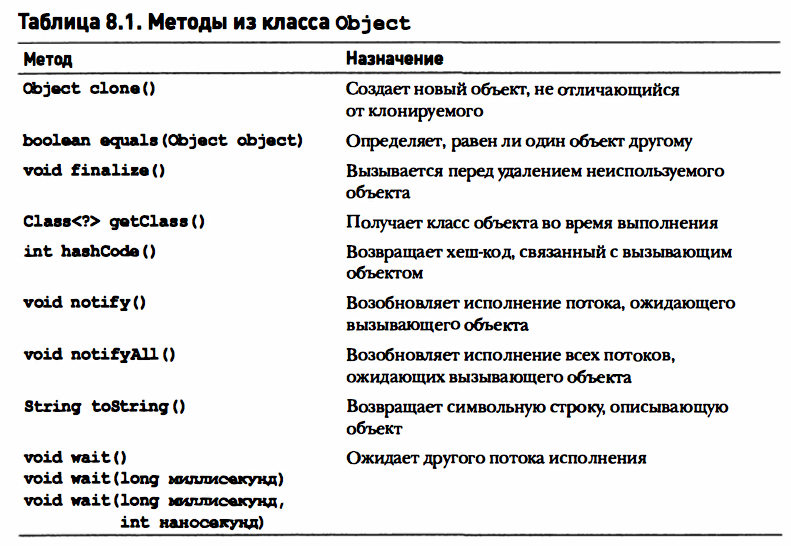 Таблица 8.1. Методы из класса Object
Метод Назначение
Object clone() Создает новый объект, не отличающийся
от клонируемого
boolean equals(Object object) Определяет, равен ли один объект другому
void finalize() Вызывается перед удалением неиспользуемого
объекта
Class<?> getClass() Получает класс объекта во время выполнения
int hashCode() Возвращает хеш-код, связанный с вызывающим
объектом
void notify() Возобновляет исполнение потока, ожидающего
вызывающего объекта
void notifyAll() Возобновляет исполнение всех потоков,
ожидающих вызывающего объекта
String toString() Возвращает символьную строку, описывающую
объект
void wait() Ожидает другого потока исполнения
void wait(long миллисекунд)
void wait(long миллисекунд,
int наносекунд)